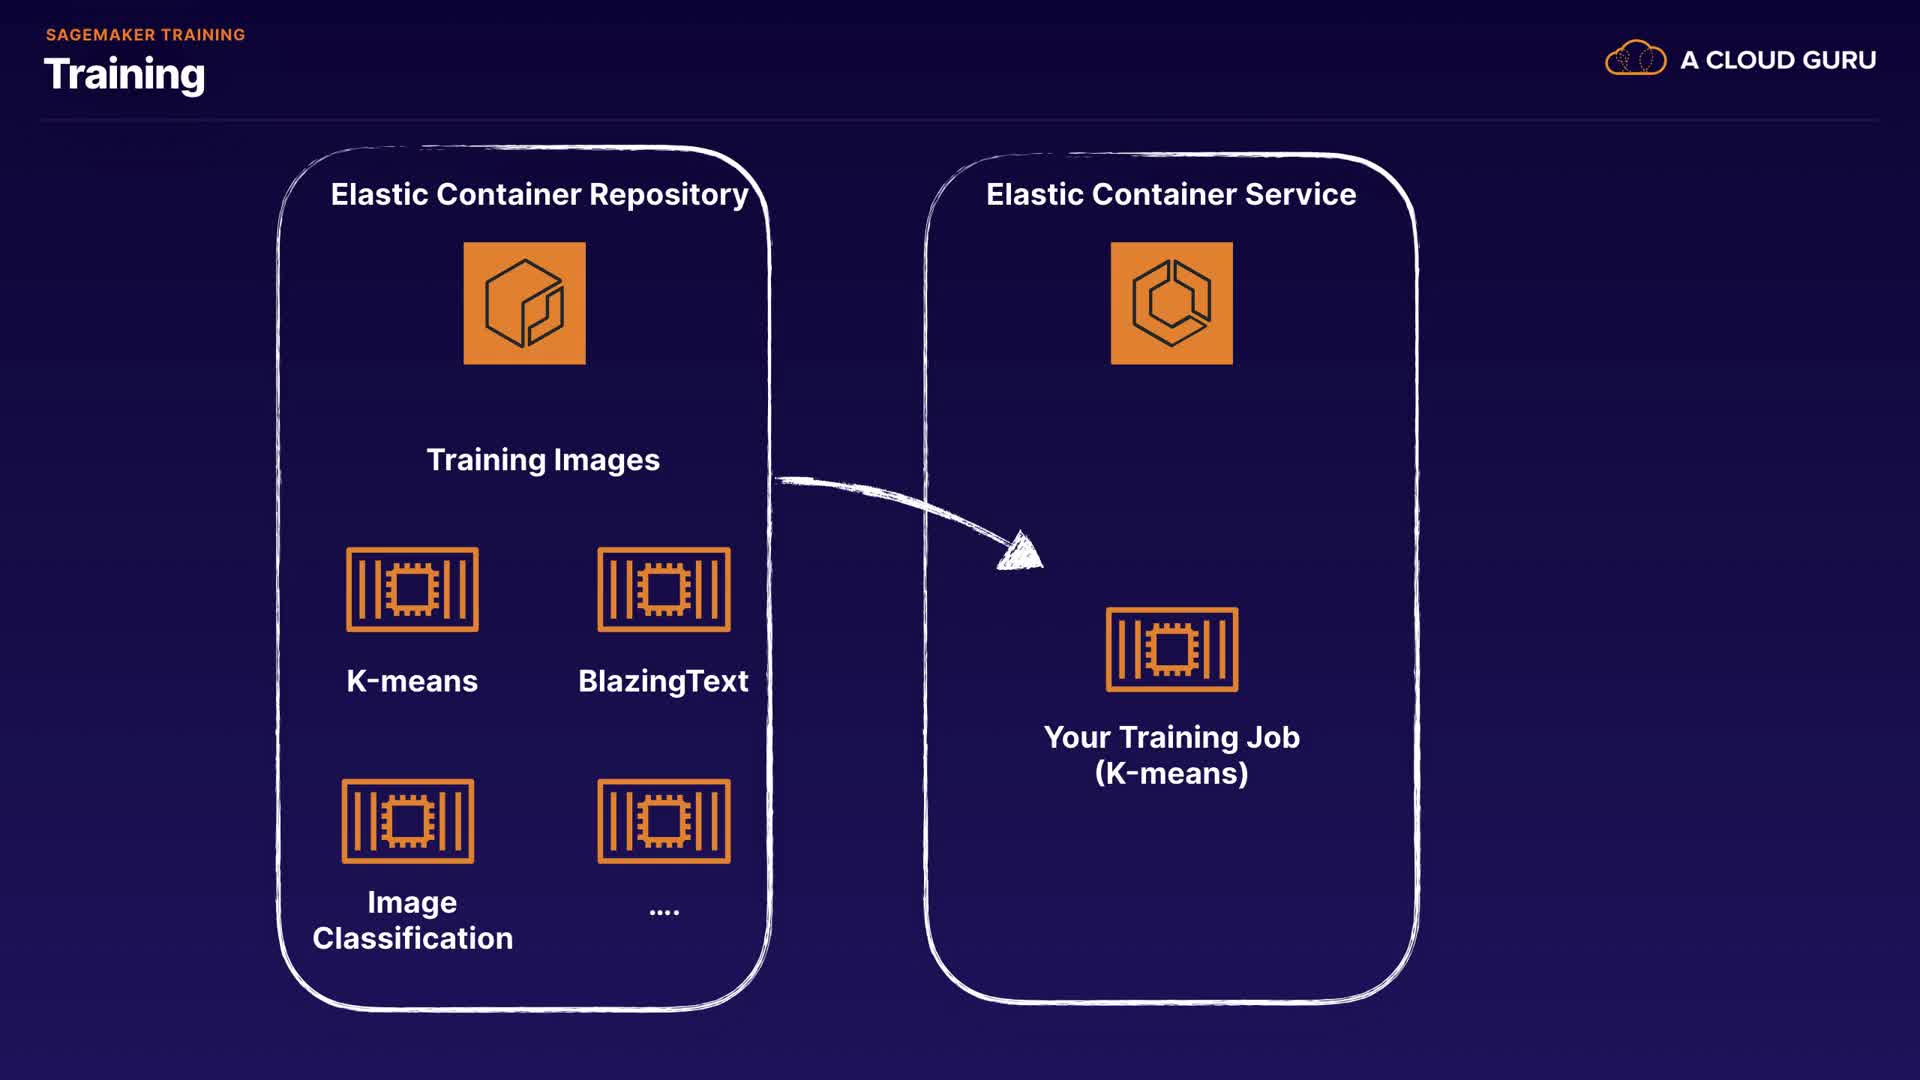 SAGEMAKER TRAINING
Training
A CLOUD GURU
Elastic Container Repository
Training Images
K-means
BlazingText
Image
Classification
....
Elastic Container Service
Your Training Job
(K-means)